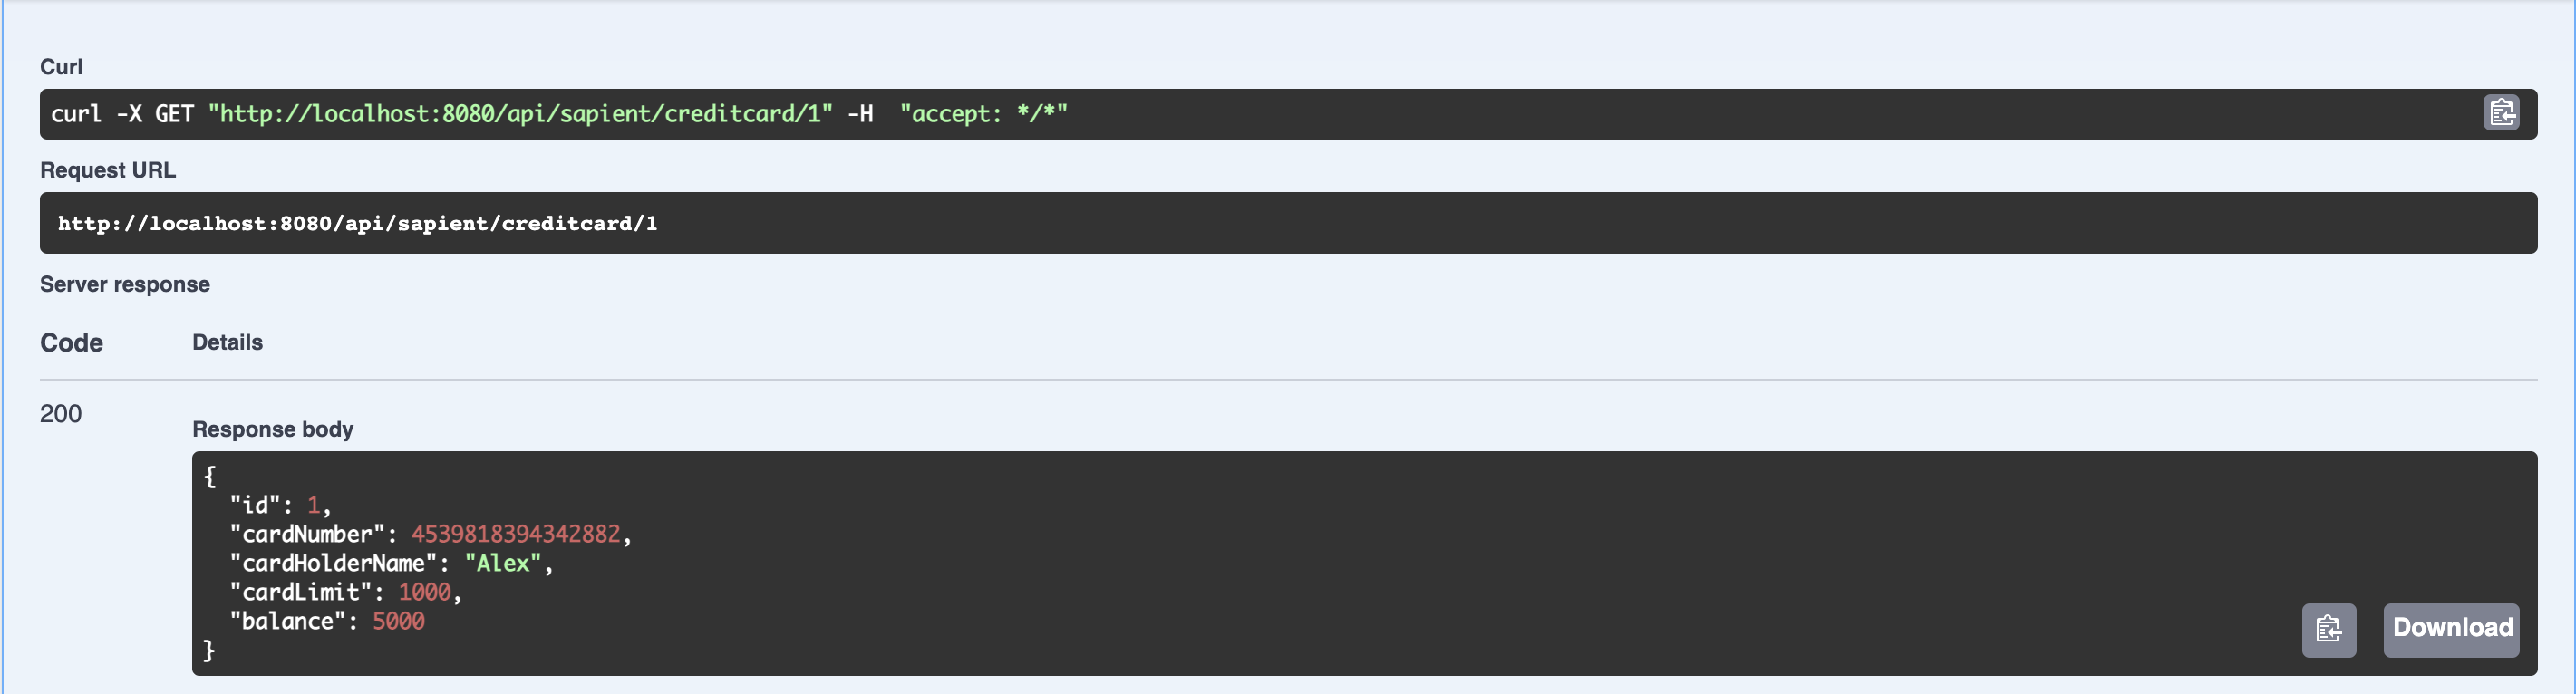 Curl
curl -X GET "http://localhost:8080/api/sapient/creditcard/1" -H  "accept: */*"
Request URL
http://localhost:8080/api/sapient/creditcard/1
Server response
Code Details
200
Response body
{
  "id": 1,
  "cardNumber": 4539818394342882,
  "cardHolderName": "Alex",
  "cardLimit": 1000,
  "balance": 5000
}
Download